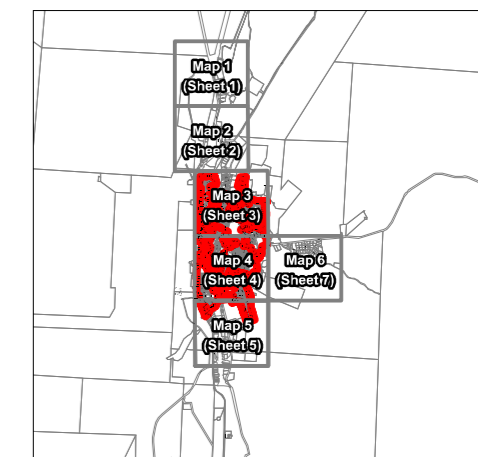 Map 1
(Sheet 1)
Map 2
(Sheet 2)
Map 3
(Sheet 3)
Map 4
(Sheet 4)
Map 6
(Sheet 7)
Map 5
(Sheet 5)